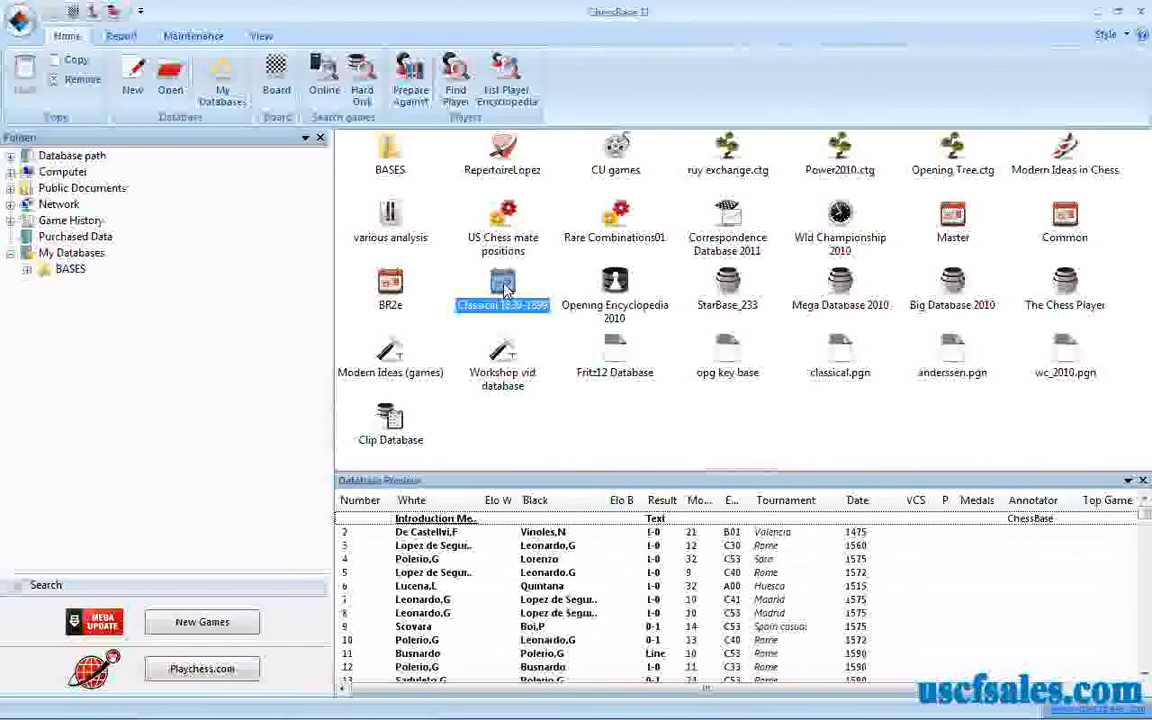 ChessBase 11
Home Report Maintenance View Style
Copy
Remove
New Open My Databases Board Online Hard Disk Prepare Against Find Player List Player Encyclopedia
Copy Database Board Search games Players
Database path
Computer
Public Documents
Network
Game History
Purchased Data
My Databases
BASES
BASES RepertoireLopez CU games ruy exchange.ctg Power2010.ctg Opening Tree.ctg Modern Ideas in Chess
various analysis US Chess mate positions Rare Combinations01 Correspondence Database 2011 Wld Championship 2010 Master Common
BR2e Classical 1839-1899 Opening Encyclopedia 2010 StarBase_233 Mega Database 2010 Big Database 2010 The Chess Player
Modern Ideas (games) Workshop vid database Fritz12 Database opg key base classical.pgn anderssen.pgn wc_2010.pgn
Clip Database
Database Preview
Number White Elo W Black Elo B Result Mo... E... Tournament Date VCS P Medals Annotator Top Game
Introduction Me.. Text ChessBase
2 De Castellvi,F Vinoles,N 1-0 21 B01 Valencia 1475
3 Lopez de Segur.. Leonardo,G 1-0 12 C30 Rome 1560
4 Polerio,G Lorenzo 1-0 32 C53 Soro 1575
5 Lopez de Segur.. Leonardo,G 1-0 9 C40 Rome 1572
6 Lucena,L Quintana 1-0 32 A00 Huesca 1515
7 Leonardo,G Lopez de Segur.. 1-0 10 C41 Madrid 1575
8 Leonardo,G Lopez de Segur.. 1-0 10 C53 Madrid 1575
9 Scovara Boi,P 0-1 14 C53 Spain casual 1575
10 Polerio,G Leonardo,G 0-1 13 C40 Rome 1572
11 Busnardo Polerio,G Line 10 C53 Rome 1590
12 Polerio,G Busnardo 1-0 11 C33 Rome 1590
Search
MEGA UPDATE New Games
Playchess.com
uscfsales.com